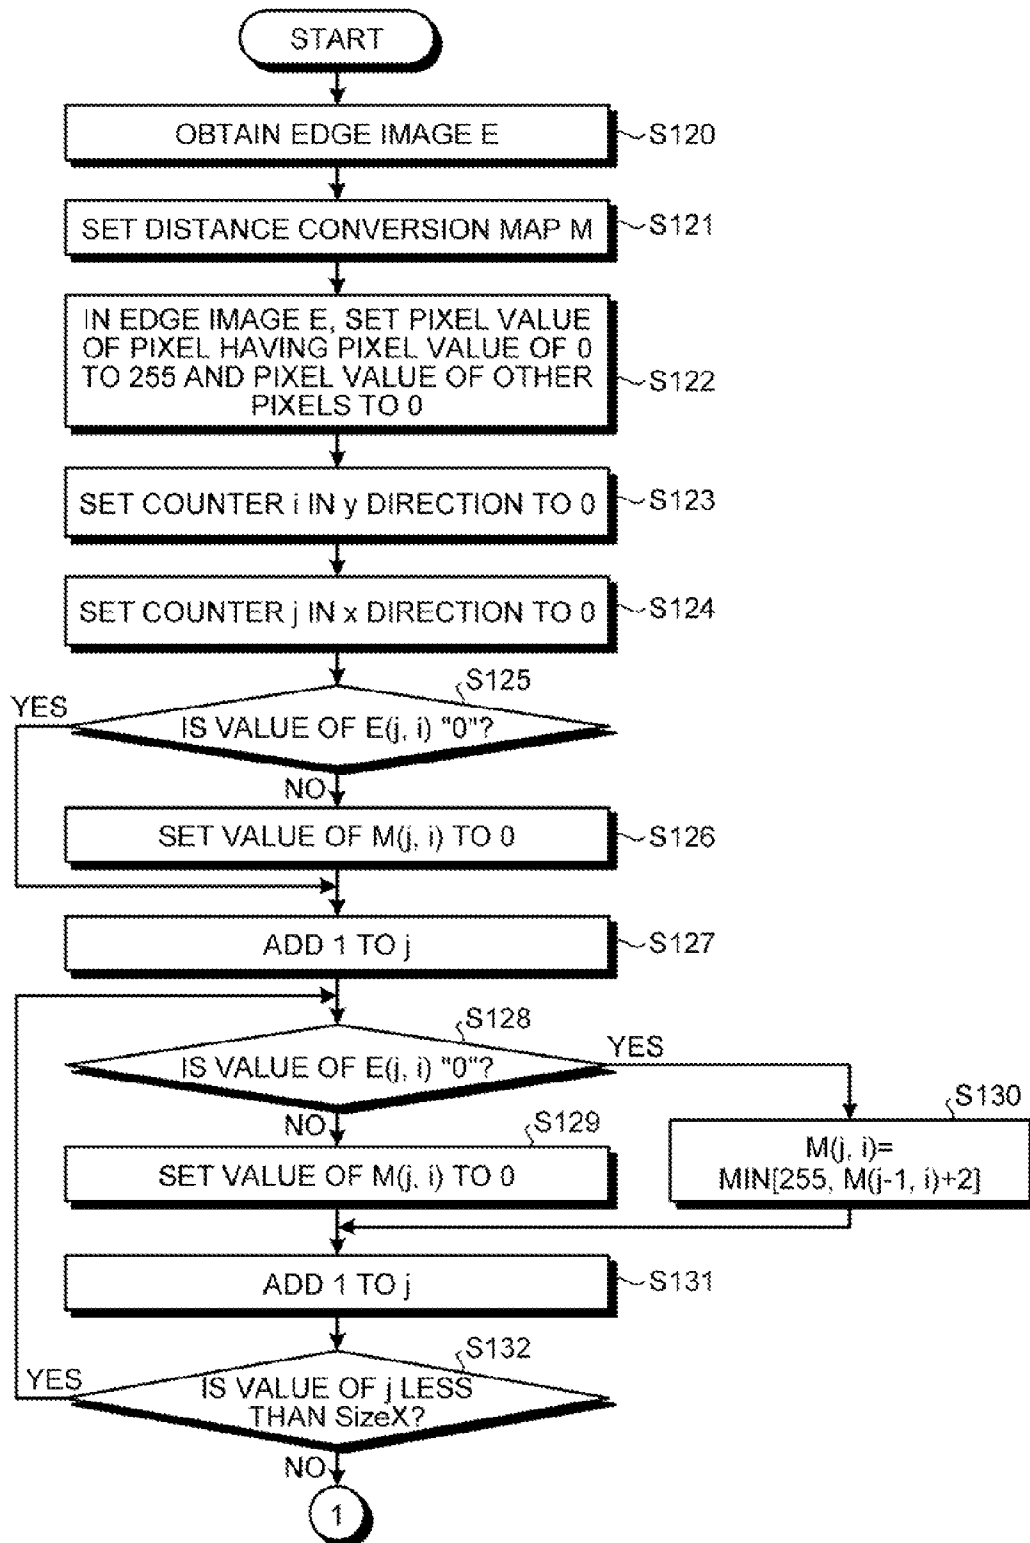 START
OBTAIN EDGE IMAGE E
S120
SET DISTANCE CONVERSION MAP M
S121
IN EDGE IMAGE E, SET PIXEL VALUE
OF PIXEL HAVING PIXEL VALUE OF 0
TO 255 AND PIXEL VALUE OF OTHER
PIXELS TO 0
S122
SET COUNTER i IN y DIRECTION TO 0
S123
SET COUNTER j IN x DIRECTION TO 0
S124
S125
YES
IS VALUE OF E(j, i) "0"?
NO
SET VALUE OF M(j, i) TO 0
S126
ADD 1 TO j
S127
S128
IS VALUE OF E(j, i) "0"?
YES
NO
S129
SET VALUE OF M(j, i) TO 0
S130
M(j, i)=
MIN[255, M(j-1, i)+2]
ADD 1 TO j
S131
S132
YES
IS VALUE OF j LESS
THAN SizeX?
NO
1